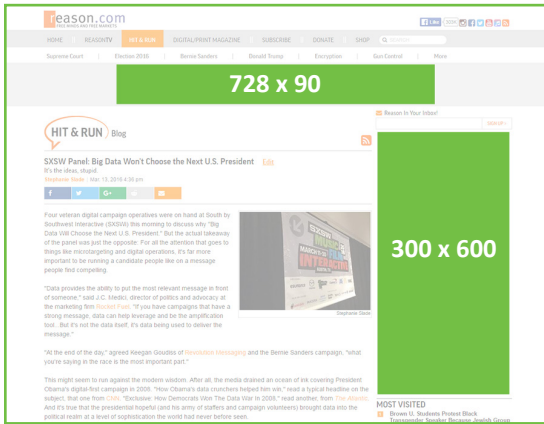 reason.com
FREE MINDS AND FREE MARKETS
Like
HOME REASONTV HIT & RUN DIGITAL/PRINT MAGAZINE SUBSCRIBE DONATE SHOP
Supreme Court Election 2016 Bernie Sanders Donald Trump Encryption Gun Control More
728 x 90
Reason In Your Inbox!
SIGN UP
HIT & RUN Blog
SXSW Panel: Big Data Won't Choose the Next U.S. President Edit
It's the ideas, stupid.
Stephanie Slade | Mar. 13, 2016 4:30 pm
Four veteran digital campaign operatives were on hand at South by
Southwest Interactive (SXSW) this morning to discuss why "Big
Data Will Choose the Next U.S. President." But the actual takeaway
of the panel was just the opposite: For all the attention that goes to
things like microtargeting and digital operations, it's far more
important to be running a candidate people like on a message
people find compelling.
Stephanie Slade
300 x 600
"Data provides the ability to put the most relevant message in front
of someone," said J.C. Medici, director of politics and advocacy at
the marketing firm Rocket Fuel. "If you have campaigns that have a
strong message, data can help leverage and be the amplification
tool. But it's not the data itself, it's data being used to deliver the
message."
"At the end of the day," agreed Keegan Goudiss of Revolution Messaging and the Bernie Sanders campaign, "what
you're saying in the race is the most important part."
This might seem to run against the modern wisdom. After all, the media drained an ocean of ink covering President
Obama's digital-first campaign in 2008. "How Obama's data crunchers helped him win," read a typical headline on the
subject, that one from CNN. "Exclusive: How Democrats Won The Data War In 2008," read another, from The Atlantic.
And it's true that the presidential hopeful (and his army of staffers and campaign volunteers) brought data into the
political realm at a level of sophistication the world had never before seen.
MOST VISITED
Brown U. Students Protest Black
Transgender Speaker Because Jewish Group